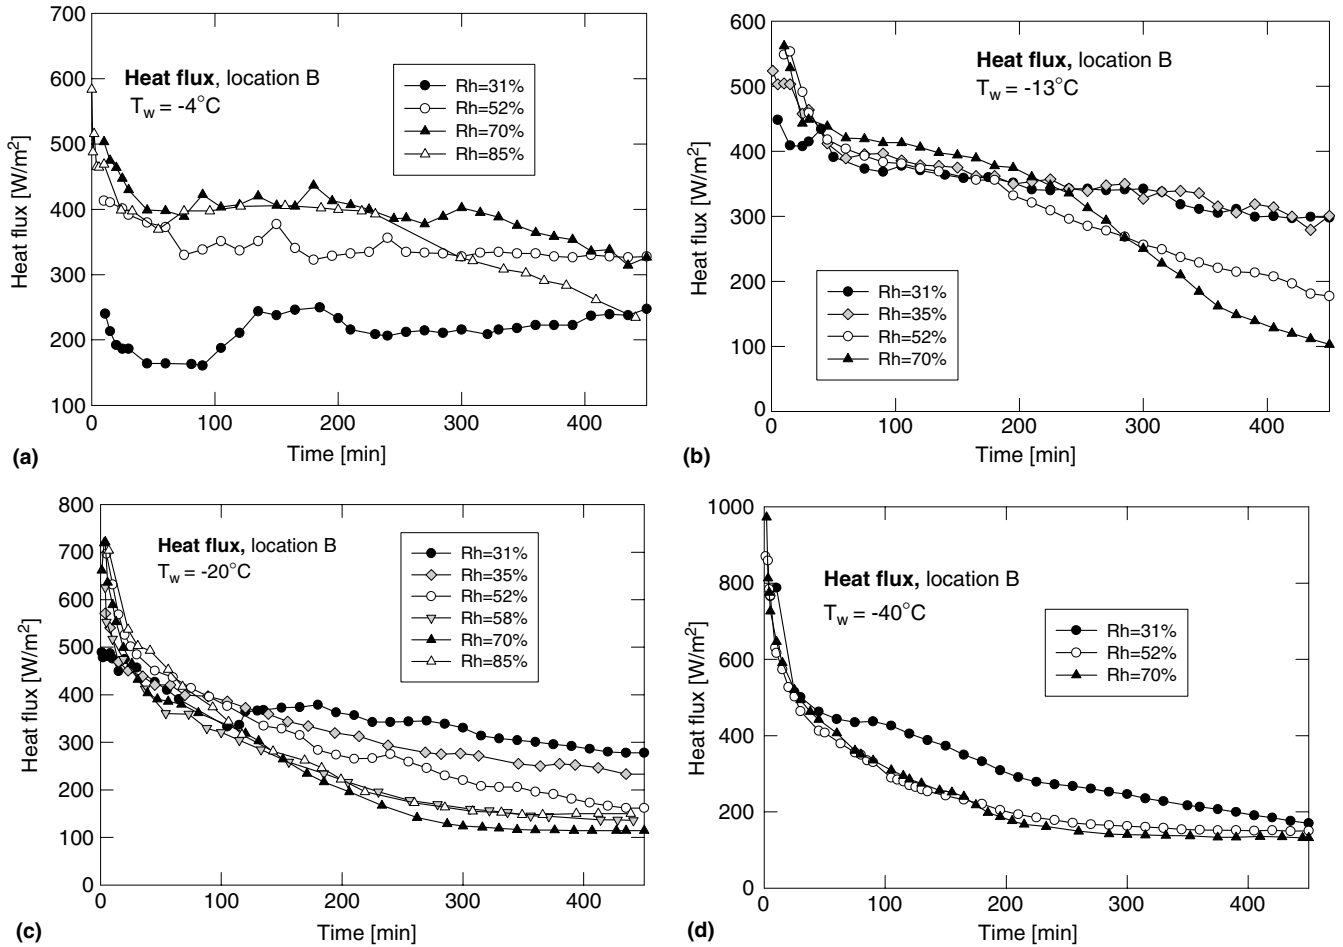 700
600
500
400
300
200
100
0
100
200
300
400
Heat flux [W/m²]
Time [min]
Heat flux, location B
T_w = -4°C
Rh=31%
Rh=52%
Rh=70%
Rh=85%
(a)
600
500
400
300
200
100
0
0
100
200
300
400
Heat flux [W/m²]
Time [min]
Heat flux, location B
T_w = -13°C
Rh=31%
Rh=35%
Rh=52%
Rh=70%
(b)
800
700
600
500
400
300
200
100
0
0
100
200
300
400
Heat flux [W/m²]
Time [min]
Heat flux, location B
T_w = -20°C
Rh=31%
Rh=35%
Rh=52%
Rh=58%
Rh=70%
Rh=85%
(c)
1000
800
600
400
200
0
0
100
200
300
400
Heat flux [W/m²]
Time [min]
Heat flux, location B
T_w = -40°C
Rh=31%
Rh=52%
Rh=70%
(d)